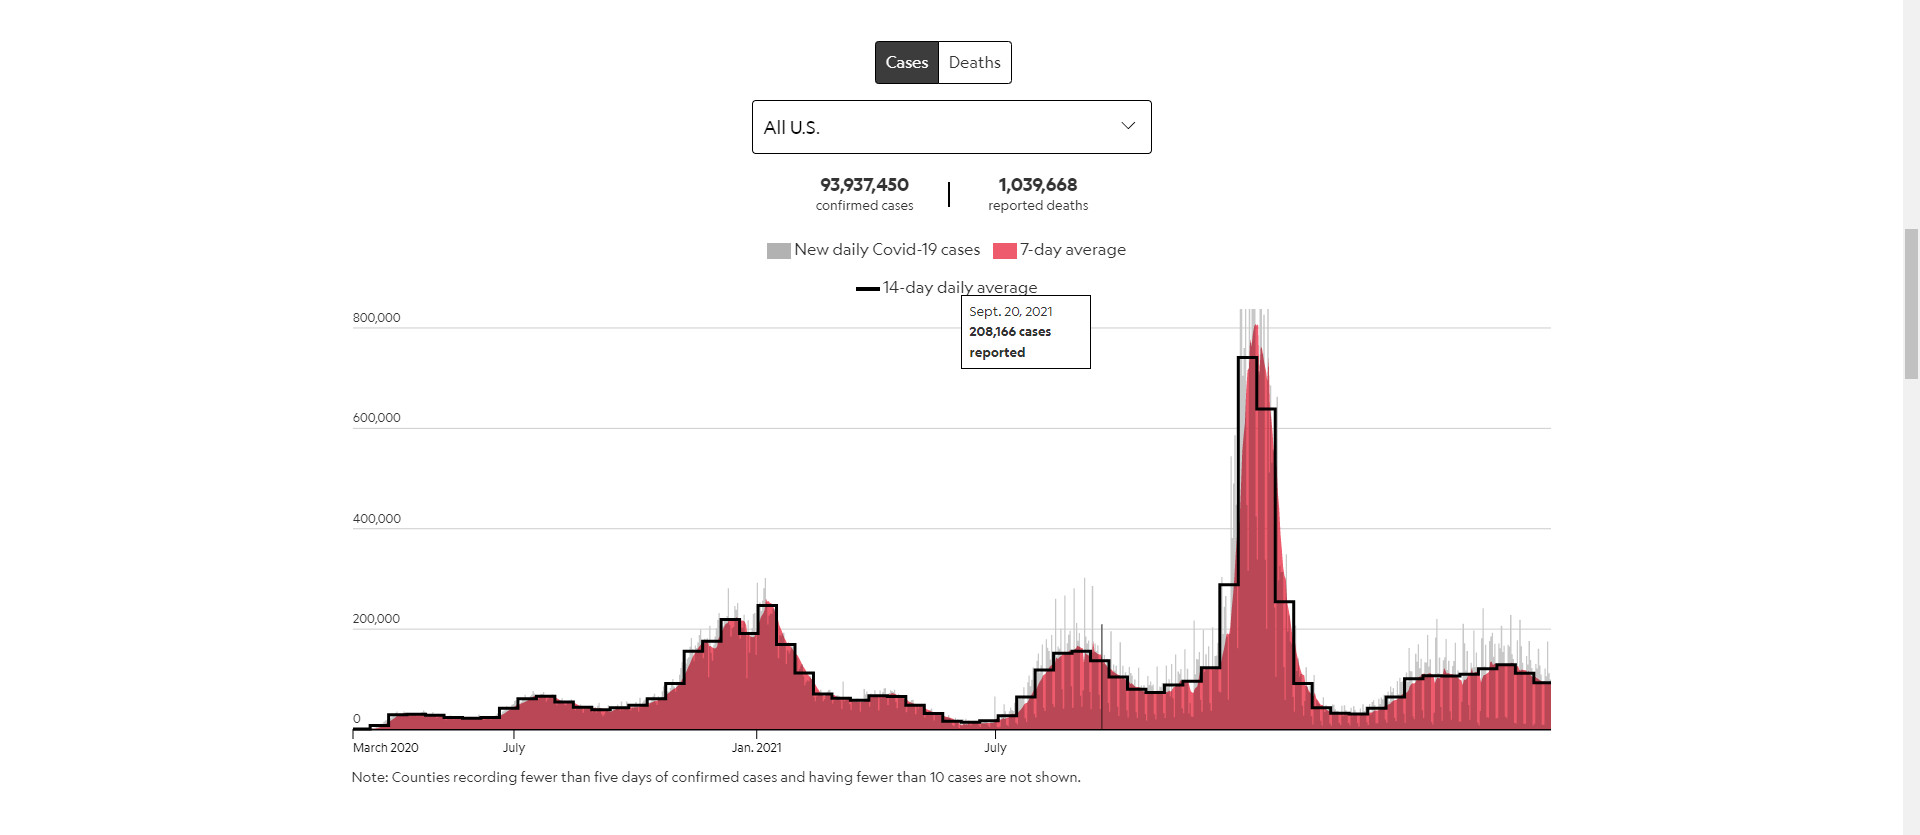 Cases Deaths
All U.S.
93,937,450 1,039,668
confirmed cases reported deaths
New daily Covid-19 cases 7-day average
14-day daily average
Sept. 20, 2021
208,166 cases
reported
800,000
600,000
400,000
200,000
0
March 2020 July Jan. 2021 July
Note: Counties recording fewer than five days of confirmed cases and having fewer than 10 cases are not shown.